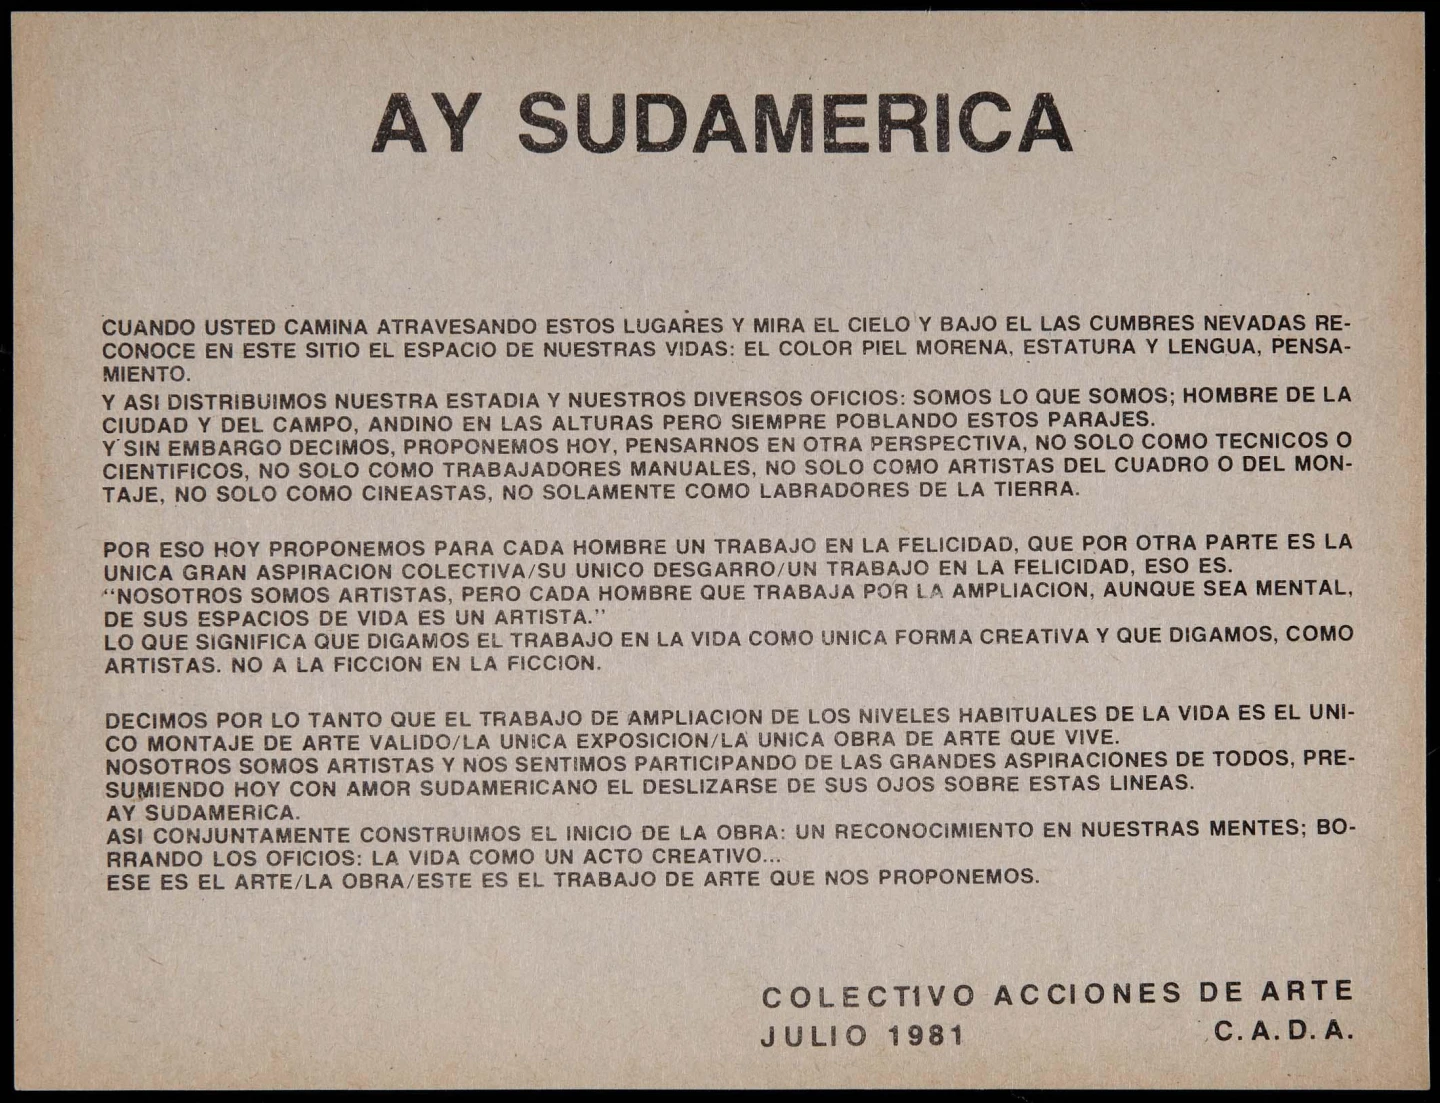 AY SUDAMERICA
CUANDO USTED CAMINA ATRAVESANDO ESTOS LUGARES Y MIRA EL CIELO Y BAJO EL LAS CUMBRES NEVADAS RE-
CONOCE EN ESTE SITIO EL ESPACIO DE NUESTRAS VIDAS: EL COLOR PIEL MORENA, ESTATURA Y LENGUA, PENSA-
MIENTO.
Y ASI DISTRIBUIMOS NUESTRA ESTADIA Y NUESTROS DIVERSOS OFICIOS: SOMOS LO QUE SOMOS; HOMBRE DE LA
CIUDAD Y DEL CAMPO, ANDINO EN LAS ALTURAS PERO SIEMPRE POBLANDO ESTOS PARAJES.
Y SIN EMBARGO DECIMOS, PROPONEMOS HOY, PENSARNOS EN OTRA PERSPECTIVA, NO SOLO COMO TECNICOS O
CIENTIFICOS, NO SOLO COMO TRABAJADORES MANUALES, NO SOLO COMO ARTISTAS DEL CUADRO O DEL MON-
TAJE, NO SOLO COMO CINEASTAS, NO SOLAMENTE COMO LABRADORES DE LA TIERRA.
POR ESO HOY PROPONEMOS PARA CADA HOMBRE UN TRABAJO EN LA FELICIDAD, QUE POR OTRA PARTE ES LA
UNICA GRAN ASPIRACION COLECTIVA/SU UNICO DESGARRO/UN TRABAJO EN LA FELICIDAD, ESO ES.
"NOSOTROS SOMOS ARTISTAS, PERO CADA HOMBRE QUE TRABAJA POR LA AMPLIACION, AUNQUE SEA MENTAL,
DE SUS ESPACIOS DE VIDA ES UN ARTISTA."
LO QUE SIGNIFICA QUE DIGAMOS EL TRABAJO EN LA VIDA COMO UNICA FORMA CREATIVA Y QUE DIGAMOS, COMO
ARTISTAS. NO A LA FICCION EN LA FICCION.
DECIMOS POR LO TANTO QUE EL TRABAJO DE AMPLIACION DE LOS NIVELES HABITUALES DE LA VIDA ES EL UNI-
CO MONTAJE DE ARTE VALIDO/LA UNICA EXPOSICION/LA UNICA OBRA DE ARTE QUE VIVE.
NOSOTROS SOMOS ARTISTAS Y NOS SENTIMOS PARTICIPANDO DE LAS GRANDES ASPIRACIONES DE TODOS, PRE-
SUMIENDO HOY CON AMOR SUDAMERICANO EL DESLIZARSE DE SUS OJOS SOBRE ESTAS LINEAS.
AY SUDAMERICA.
ASI CONJUNTAMENTE CONSTRUIMOS EL INICIO DE LA OBRA: UN RECONOCIMIENTO EN NUESTRAS MENTES; BO-
RRANDO LOS OFICIOS: LA VIDA COMO UN ACTO CREATIVO...
ESE ES EL ARTE/LA OBRA/ESTE ES EL TRABAJO DE ARTE QUE NOS PROPONEMOS.
COLECTIVO ACCIONES DE ARTE
JULIO 1981 C.A.D.A.